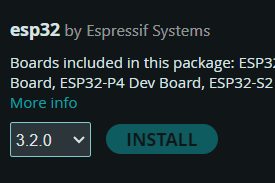 esp32 by Espressif Systems
Boards included in this package: ESP32
Board, ESP32-P4 Dev Board, ESP32-S2
More info
3.2.0
INSTALL